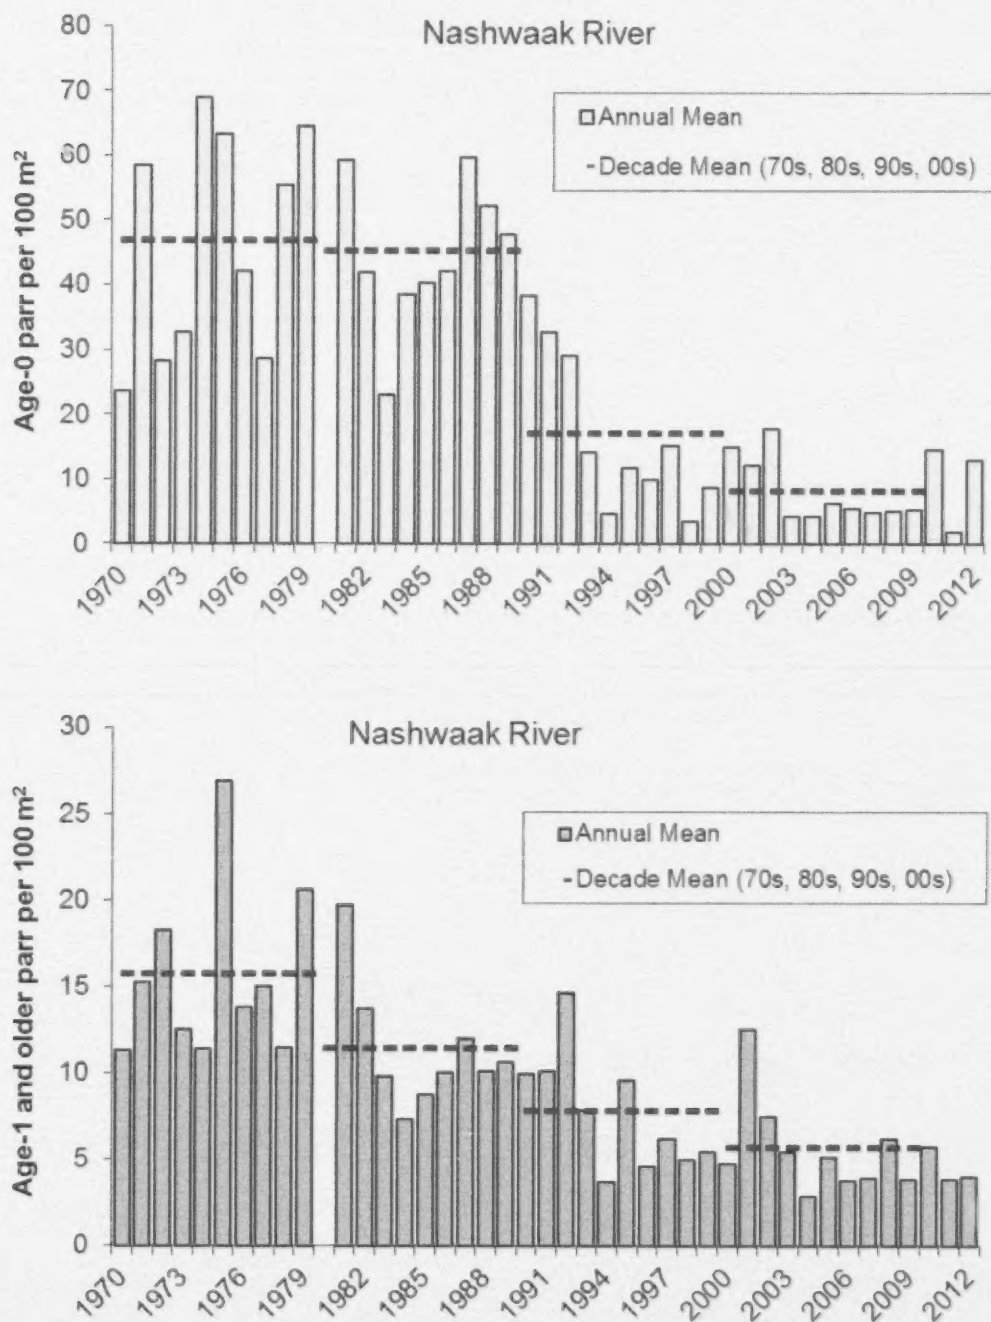 Nashwaak River
Age-0 parr per 100 m²
80
70
60
50
40
30
20
10
0
□Annual Mean
--Decade Mean (70s, 80s, 90s, 00s)
1970 1973 1976 1979 1982 1985 1988 1991 1994 1997 2000 2003 2006 2009 2012
Nashwaak River
Age-1 and older parr per 100 m²
30
25
20
15
10
5
0
□Annual Mean
--Decade Mean (70s, 80s, 90s, 00s)
1970 1973 1976 1979 1982 1985 1988 1991 1994 1997 2000 2003 2006 2009 2012